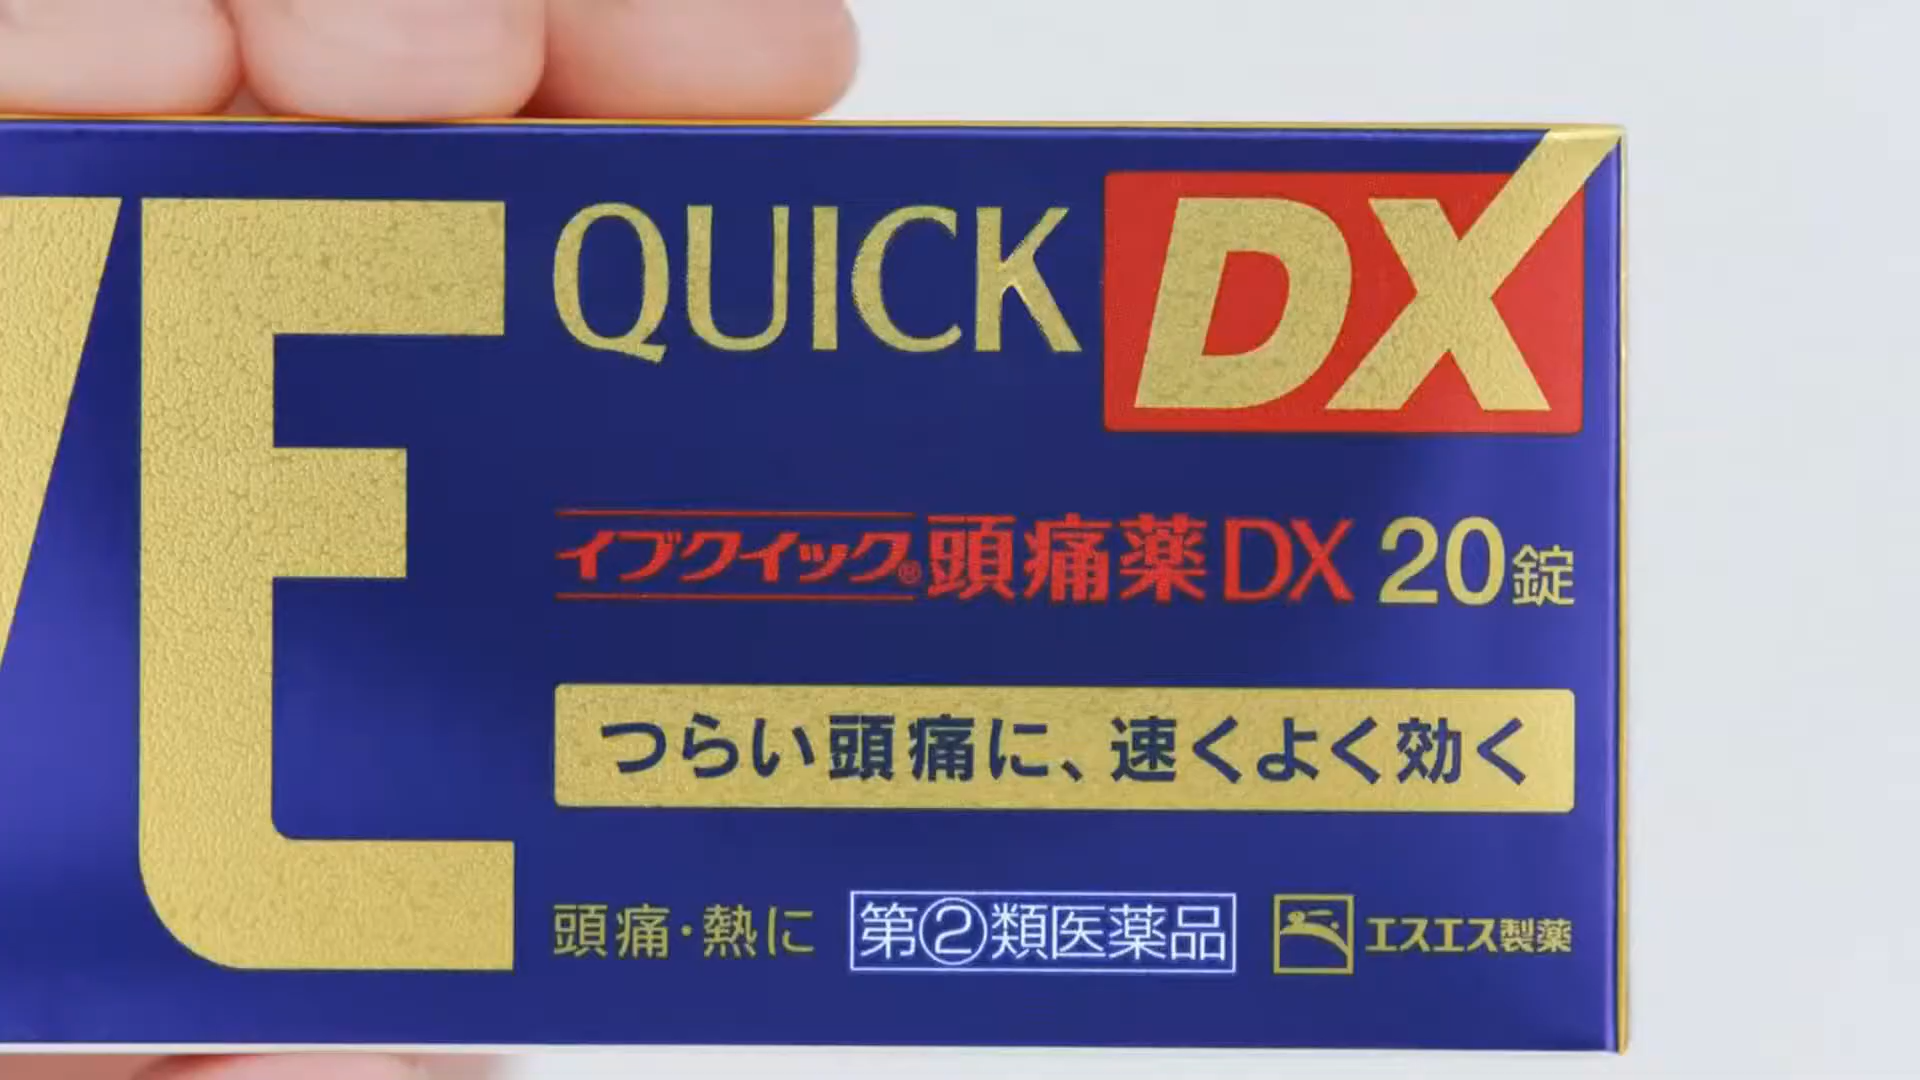 VE
QUICK DX
イブクイック®頭痛薬DX 20錠
つらい頭痛に、速くよく効く
頭痛・熱に
第②類医薬品
エスエス製薬